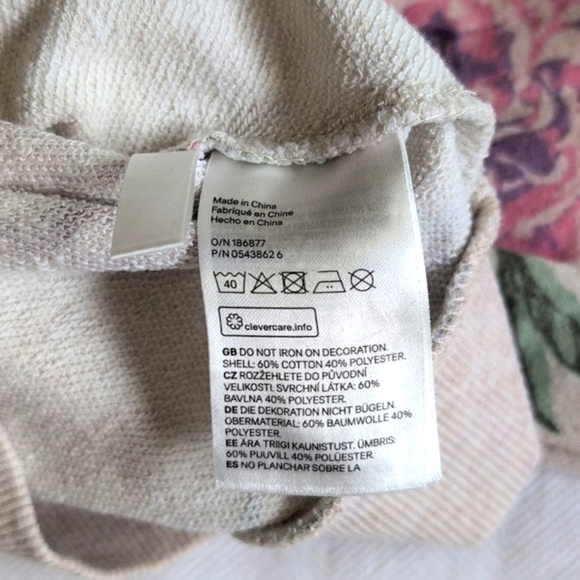 Made in China
Fabriqué en Chine
Hecho en China
O/N 186877
P/N 0543862 6
40
clevercare.info
GB DO NOT IRON ON DECORATION.
SHELL: 60% COTTON 40% POLYESTER.
CZ ROZŽEHLETE DO PŮVODNÍ
VELIKOSTI. SVRCHNÍ LÁTKA: 60%
BAVLNA 40% POLYESTER.
DE DIE DEKORATION NICHT BÜGELN.
OBERMATERIAL: 60% BAUMWOLLE 40%
POLYESTER.
EE ÄRA TRIIGI KAUNISTUST. ÜMBRIS:
60% PUUVILL 40% POLÜESTER.
ES NO PLANCHAR SOBRE LA